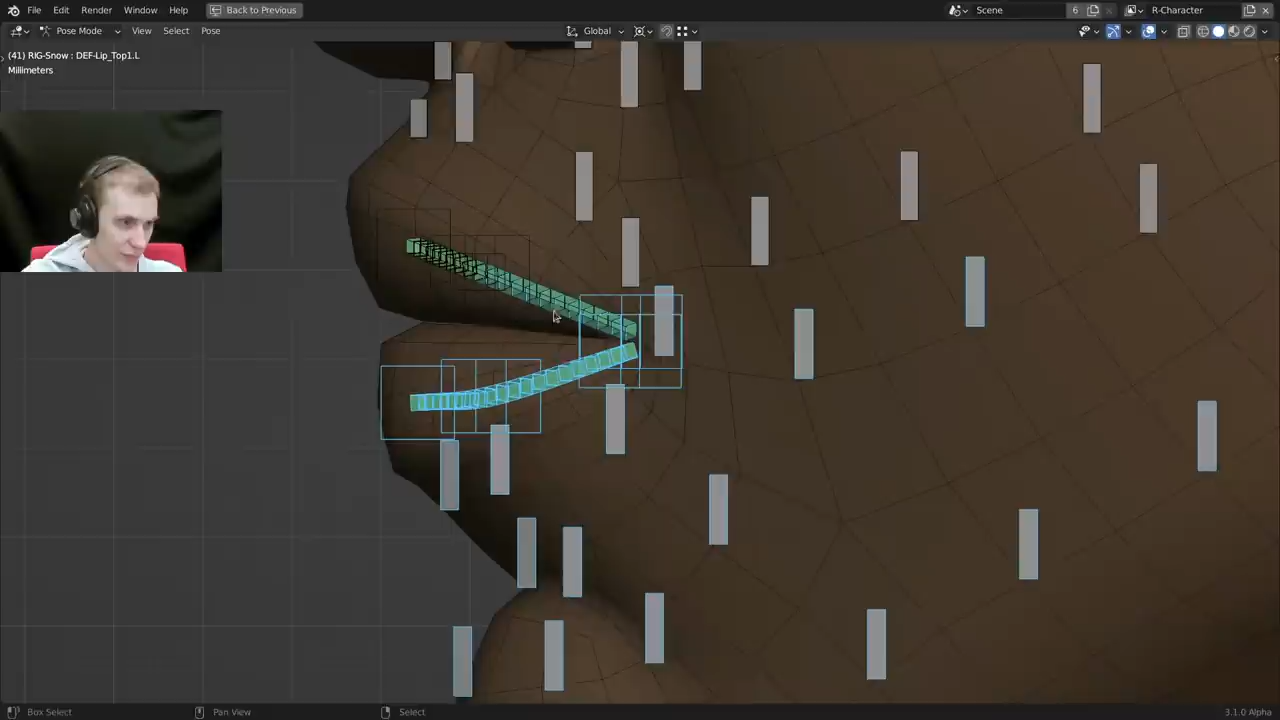 File Edit Render Window Help Back to Previous Scene 6 R-Character
Pose Mode View Select Pose Global
(41) RIG-Snow : DEF-Lip_Top1.L
Millimeters
Box Select Pan View Select 3.1.0 Alpha